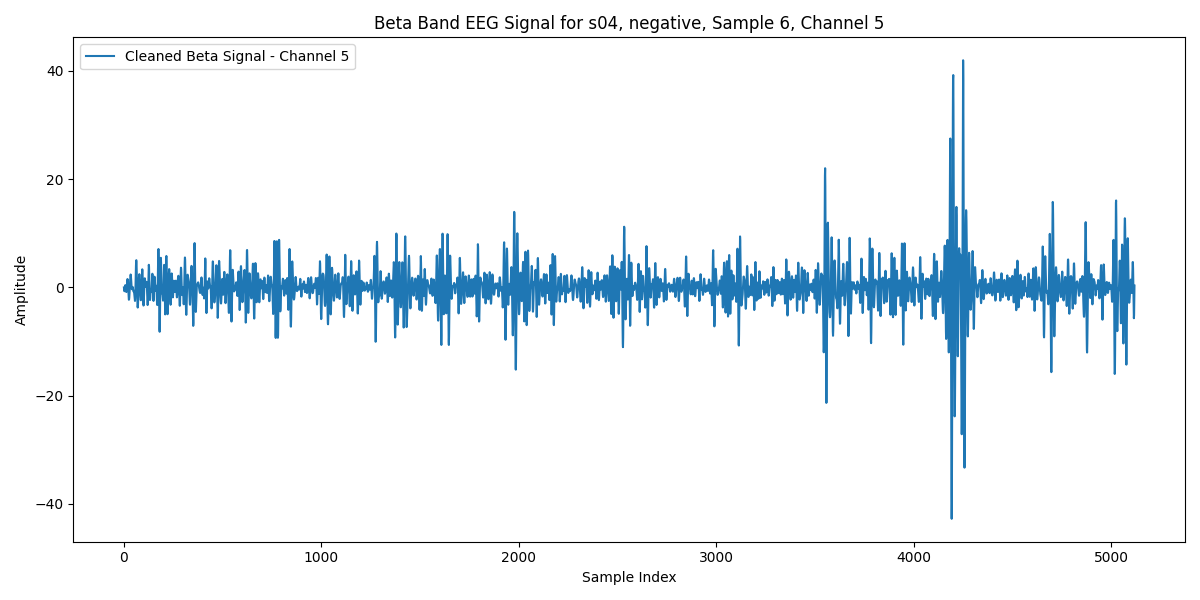 Beta Band EEG Signal for s04, negative, Sample 6, Channel 5
Cleaned Beta Signal - Channel 5
Amplitude
40
20
0
−20
−40
0 1000 2000 3000 4000 5000
Sample Index